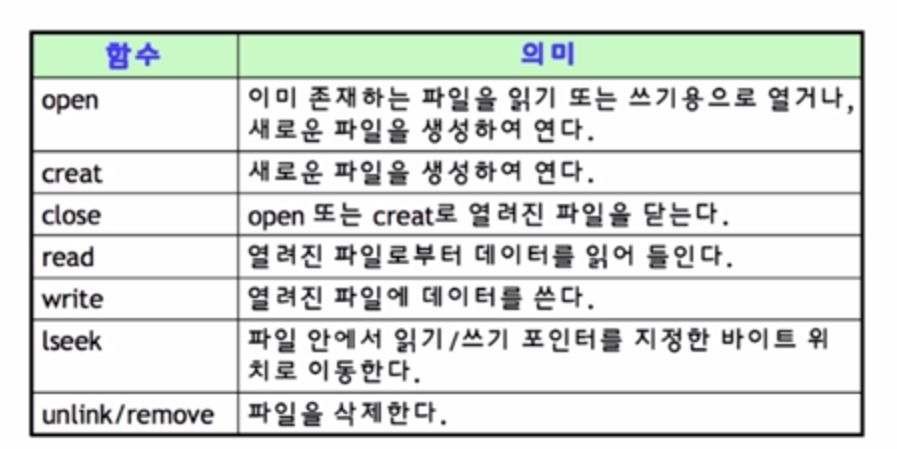 함수 의미
open 이미 존재하는 파일을 읽기 또는 쓰기용으로 열거나,
새로운 파일을 생성하여 연다.
creat 새로운 파일을 생성하여 연다.
close open 또는 creat로 열려진 파일을 닫는다.
read 열려진 파일로부터 데이터를 읽어 들인다.
write 열려진 파일에 데이터를 쓴다.
lseek 파일 안에서 읽기/쓰기 포인터를 지정한 바이트 위
치로 이동한다.
unlink/remove 파일을 삭제한다.